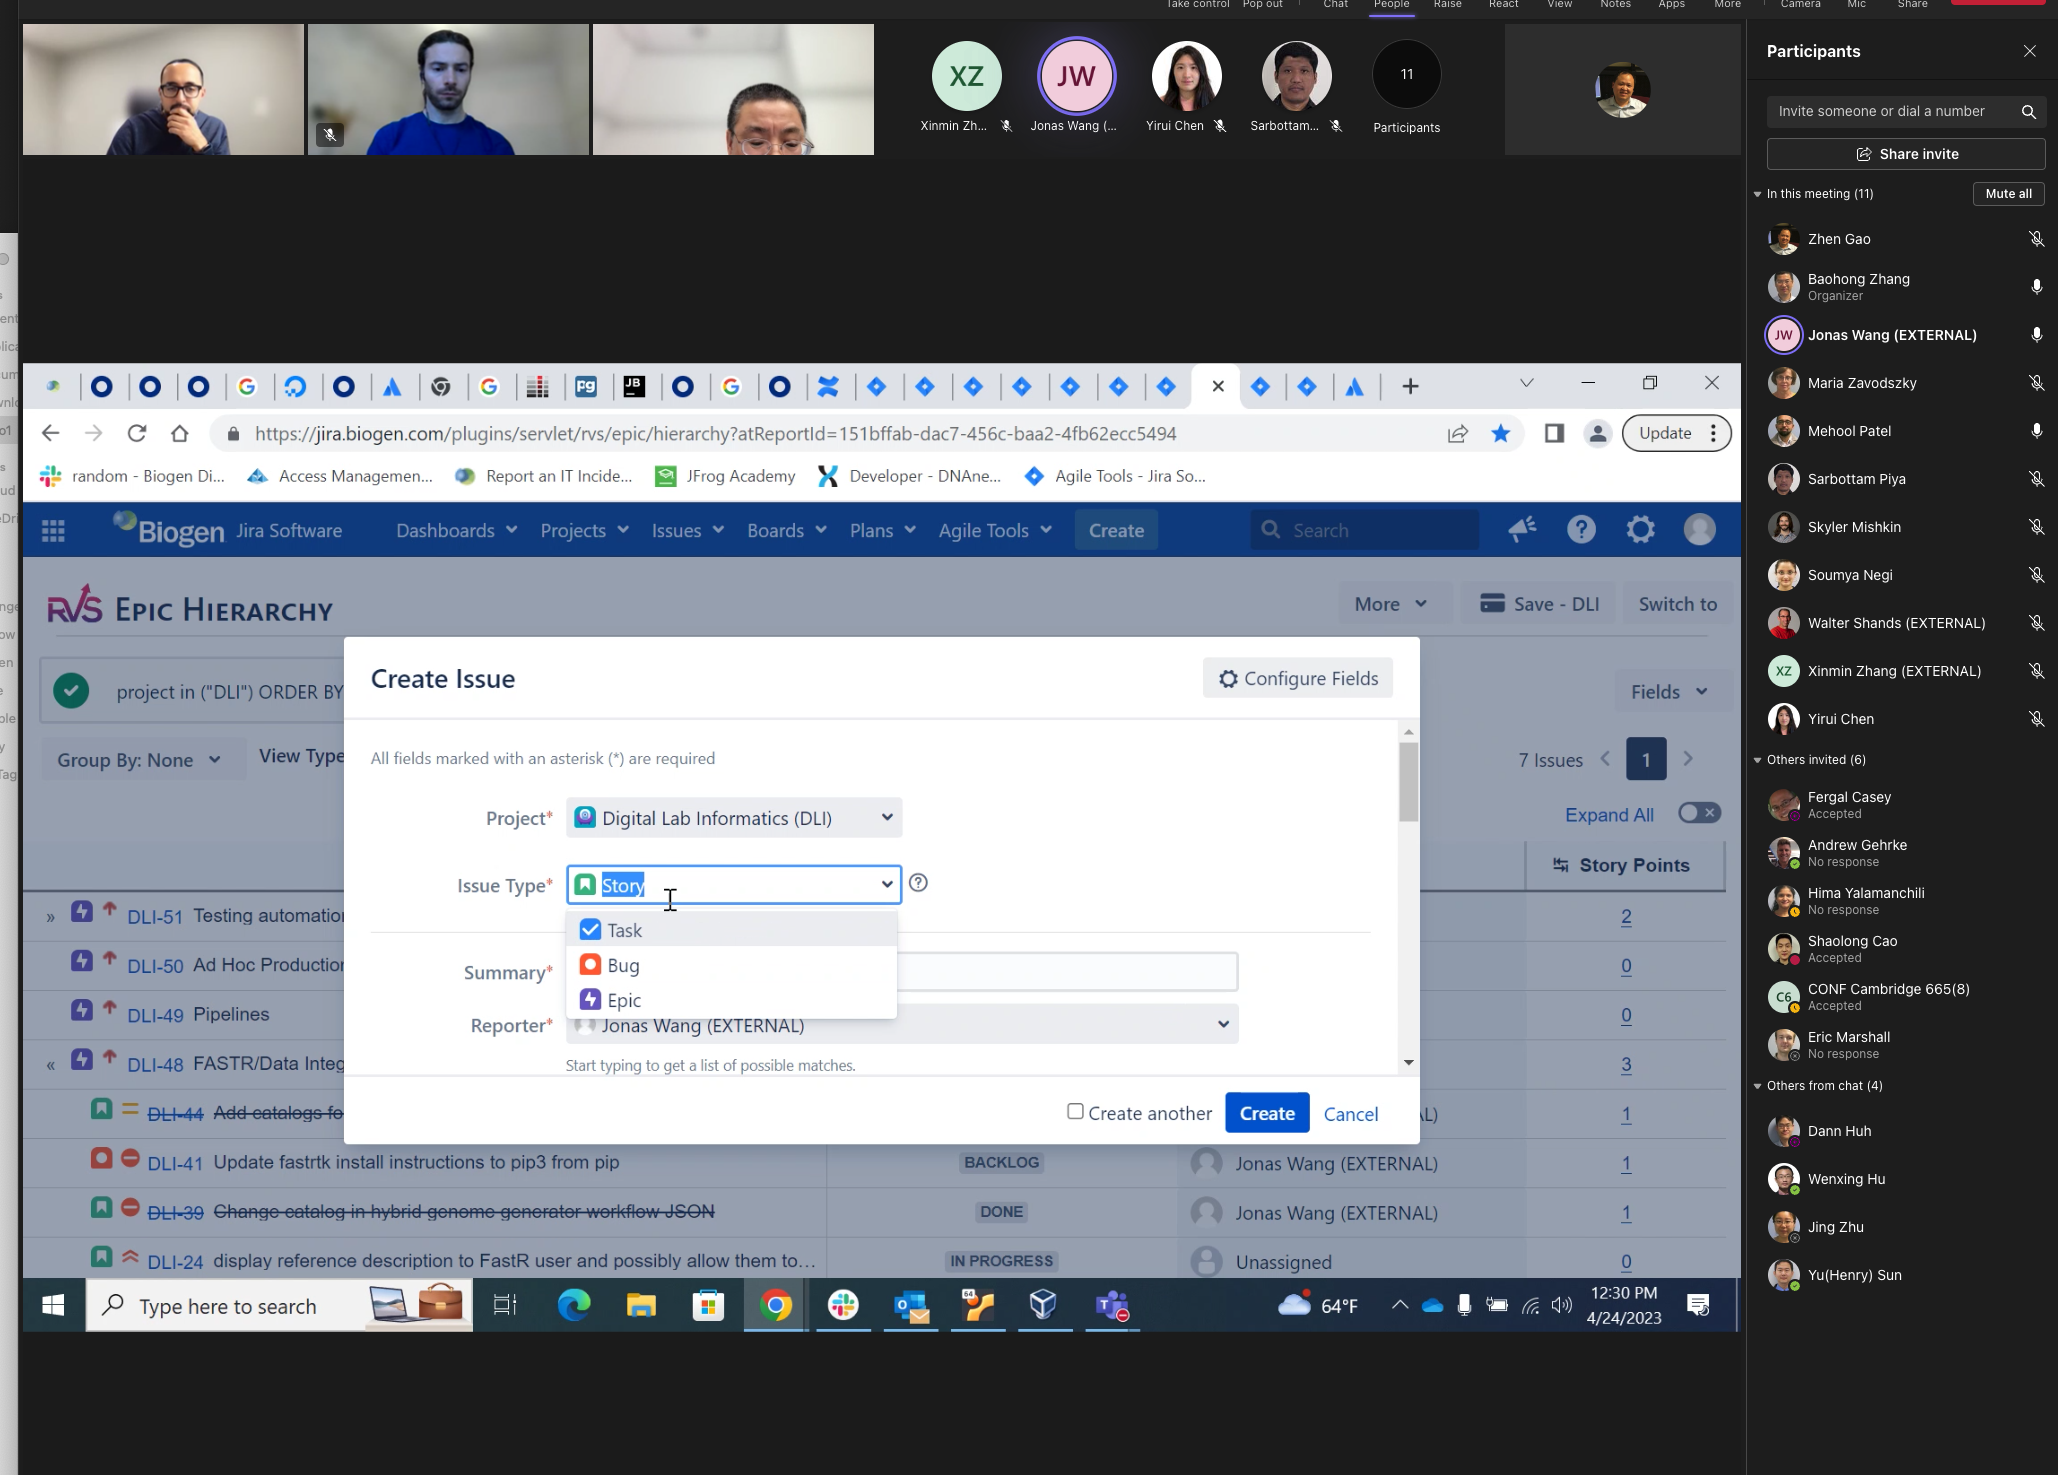 Take control Pop out Chat People Raise React View Notes Apps More Camera Mic Share
XZ JW 11
Xinmin Zh... Jonas Wang (... Yirui Chen Sarbottam... Participants
https://jira.biogen.com/plugins/servlet/rvs/epic/hierarchy?atReportId=151bffab-dac7-456c-baa2-4fb62ecc5494 Update
random - Biogen Di... Access Managemen... Report an IT Incide... JFrog Academy Developer - DNAne... Agile Tools - Jira So...
Biogen Jira Software Dashboards Projects Issues Boards Plans Agile Tools Create Search
RVS EPIC HIERARCHY More Save - DLI Switch to
project in ("DLI") ORDER BY Fields
Group By: None View Type 7 Issues 1
Expand All
Story Points
Create Issue Configure Fields
All fields marked with an asterisk (*) are required
Project* Digital Lab Informatics (DLI)
Issue Type* Story
Task
Bug
Epic
Summary*
Reporter* Jonas Wang (EXTERNAL)
Start typing to get a list of possible matches.
Create another Create Cancel
DLI-51 Testing automation 2
DLI-50 Ad Hoc Production 0
DLI-49 Pipelines 0
DLI-48 FASTR/Data Integ 3
DLI-44 Add catalogs fo AL) 1
DLI-41 Update fastrtk install instructions to pip3 from pip BACKLOG Jonas Wang (EXTERNAL) 1
DLI-39 Change catalog in hybrid genome generator workflow JSON DONE Jonas Wang (EXTERNAL) 1
DLI-24 display reference description to FastR user and possibly allow them to... IN PROGRESS Unassigned 0
Type here to search 64°F 12:30 PM
4/24/2023
Participants
Invite someone or dial a number
Share invite
In this meeting (11) Mute all
Zhen Gao
Baohong Zhang
Organizer
JW Jonas Wang (EXTERNAL)
Maria Zavodszky
Mehool Patel
Sarbottam Piya
Skyler Mishkin
Soumya Negi
Walter Shands (EXTERNAL)
XZ Xinmin Zhang (EXTERNAL)
Yirui Chen
Others invited (6)
Fergal Casey
Accepted
Andrew Gehrke
No response
Hima Yalamanchili
No response
Shaolong Cao
Accepted
C6 CONF Cambridge 665(8)
Accepted
Eric Marshall
No response
Others from chat (4)
Dann Huh
Wenxing Hu
Jing Zhu
Yu(Henry) Sun